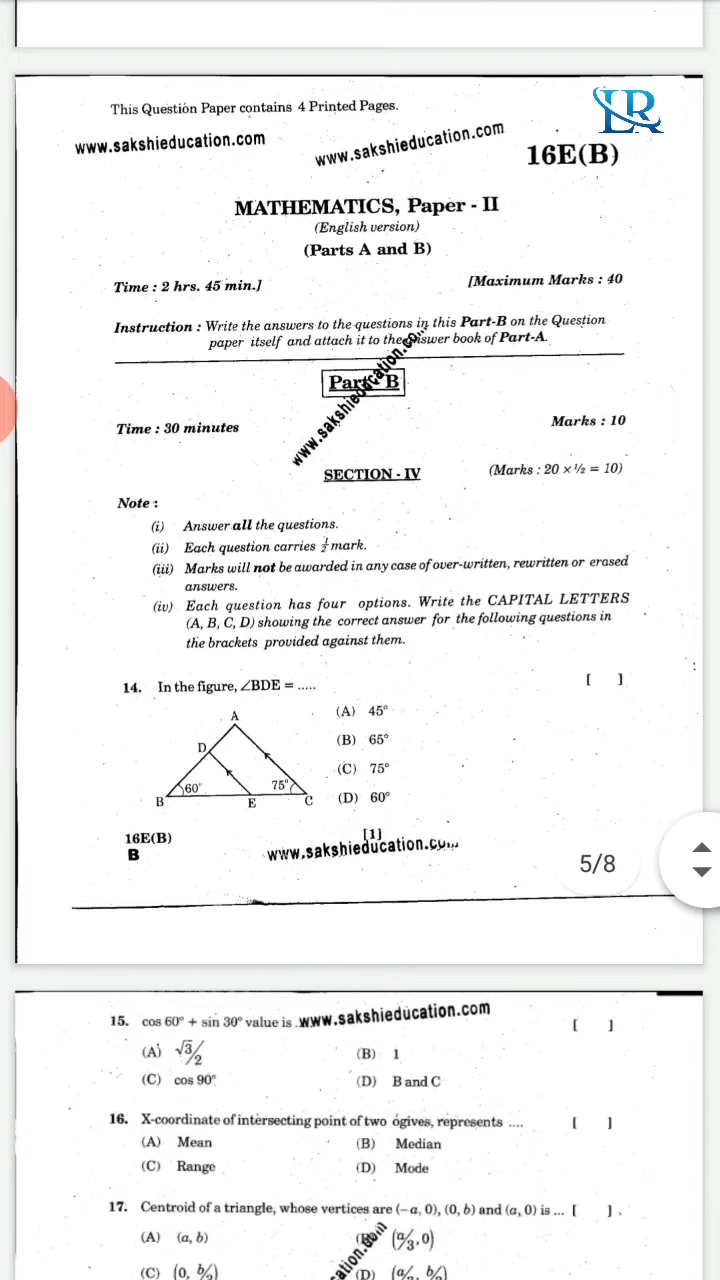 This Question Paper contains 4 Printed Pages.
LR
www.sakshieducation.com
www.sakshieducation.com
16E(B)
MATHEMATICS, Paper - II
(English version)
(Parts A and B)
Time : 2 hrs. 45 min.]
[Maximum Marks : 40
Instruction : Write the answers to the questions in this Part-B on the Question
paper itself and attach it to the answer book of Part-A.
Part B
www.sakshieducation.co...
Time : 30 minutes
Marks : 10
SECTION - IV
(Marks : 20 × ½ = 10)
Note :
(i) Answer all the questions.
(ii) Each question carries ½ mark.
(iii) Marks will not be awarded in any case of over-written, rewritten or erased
answers.
(iv) Each question has four options. Write the CAPITAL LETTERS
(A, B, C, D) showing the correct answer for the following questions in
the brackets provided against them.
14. In the figure, ∠BDE = ..... [ ]
(A) 45°
(B) 65°
(C) 75°
(D) 60°
A
D
60°
75°
B
E
C
16E(B)
B
[1]
www.sakshieducation.com
5/8
15. cos 60° + sin 30° value is .www.sakshieducation.com [ ]
(A) √3/2
(B) 1
(C) cos 90°
(D) B and C
16. X-coordinate of intersecting point of two ogives, represents .... [ ]
(A) Mean
(B) Median
(C) Range
(D) Mode
17. Centroid of a triangle, whose vertices are (–a, 0), (0, b) and (a, 0) is ... [ ]
(A) (a, b)
(B) (a/3, 0)
(C) (0, b/
(D) (a/ , b/
cation.com